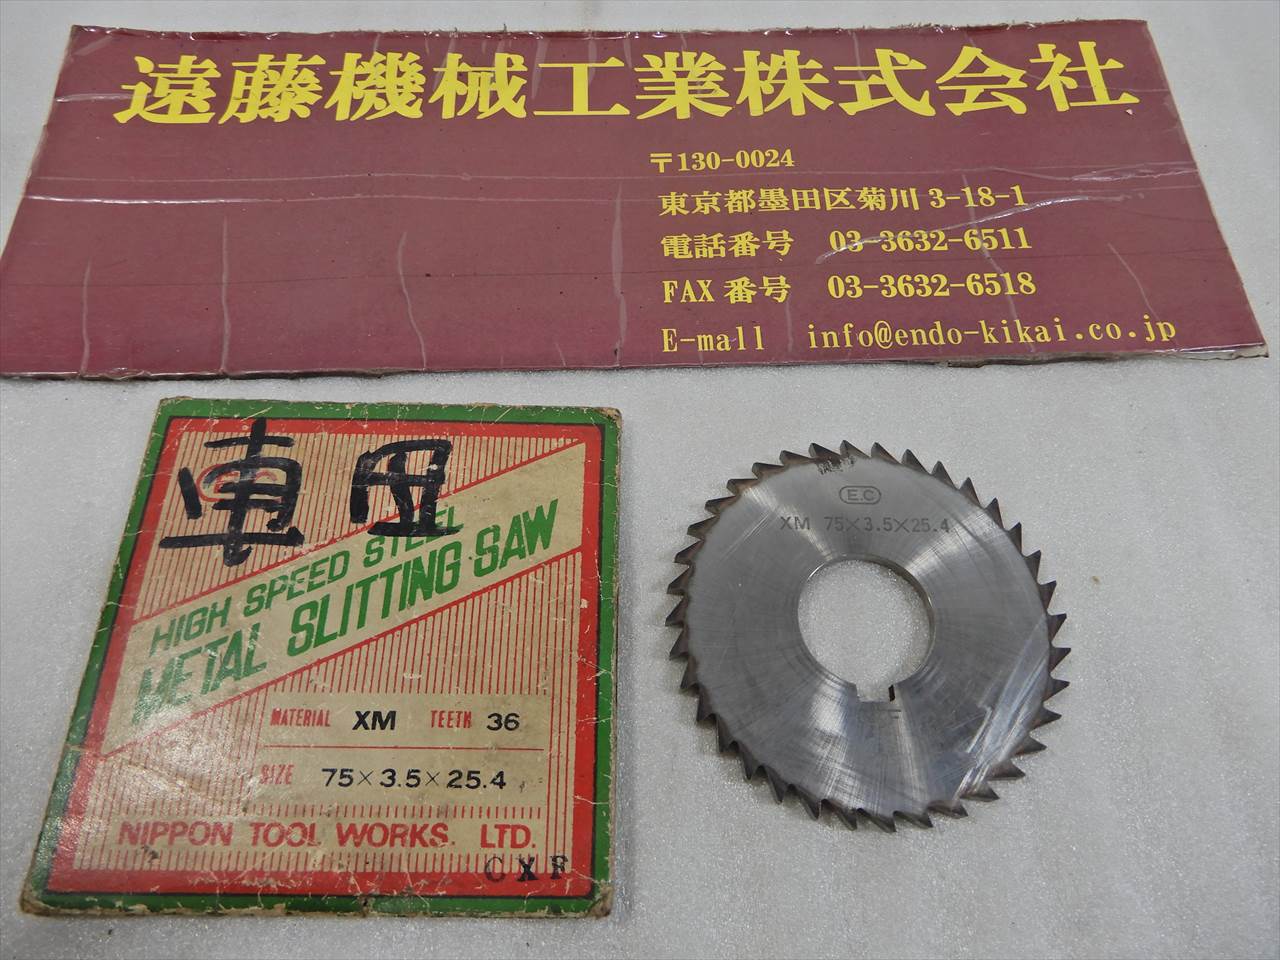 遠藤機械工業株式会社
〒130-0024
東京都墨田区菊川 3-18-1
電話番号 03-3632-6511
FAX 番号 03-3632-6518
E-mall info@endo-kikai.co.jp
HIGH SPEED STEEL
METAL SLITTING SAW
MATERIAL XM TEETH 36
SIZE 75×3.5×25.4
NIPPON TOOL WORKS. LTD.
CXF
E.C
XM 75×3.5×25.4